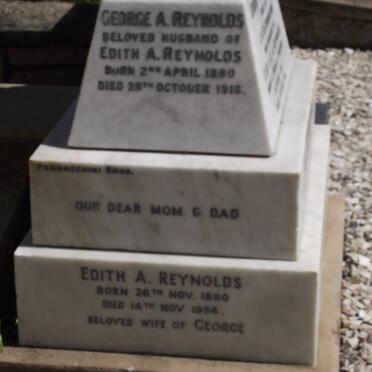 GEORGE A. REYNOLDS
BELOVED HUSBAND OF
EDITH A. REYNOLDS
BORN 2ND APRIL 1880
DIED 28TH OCTOBER 1918.
BROS.
OUR DEAR MOM & DAD
EDITH A. REYNOLDS
BORN 26TH NOV. 1880
DIED 14TH NOV 1956.
BELOVED WIFE OF GEORGE